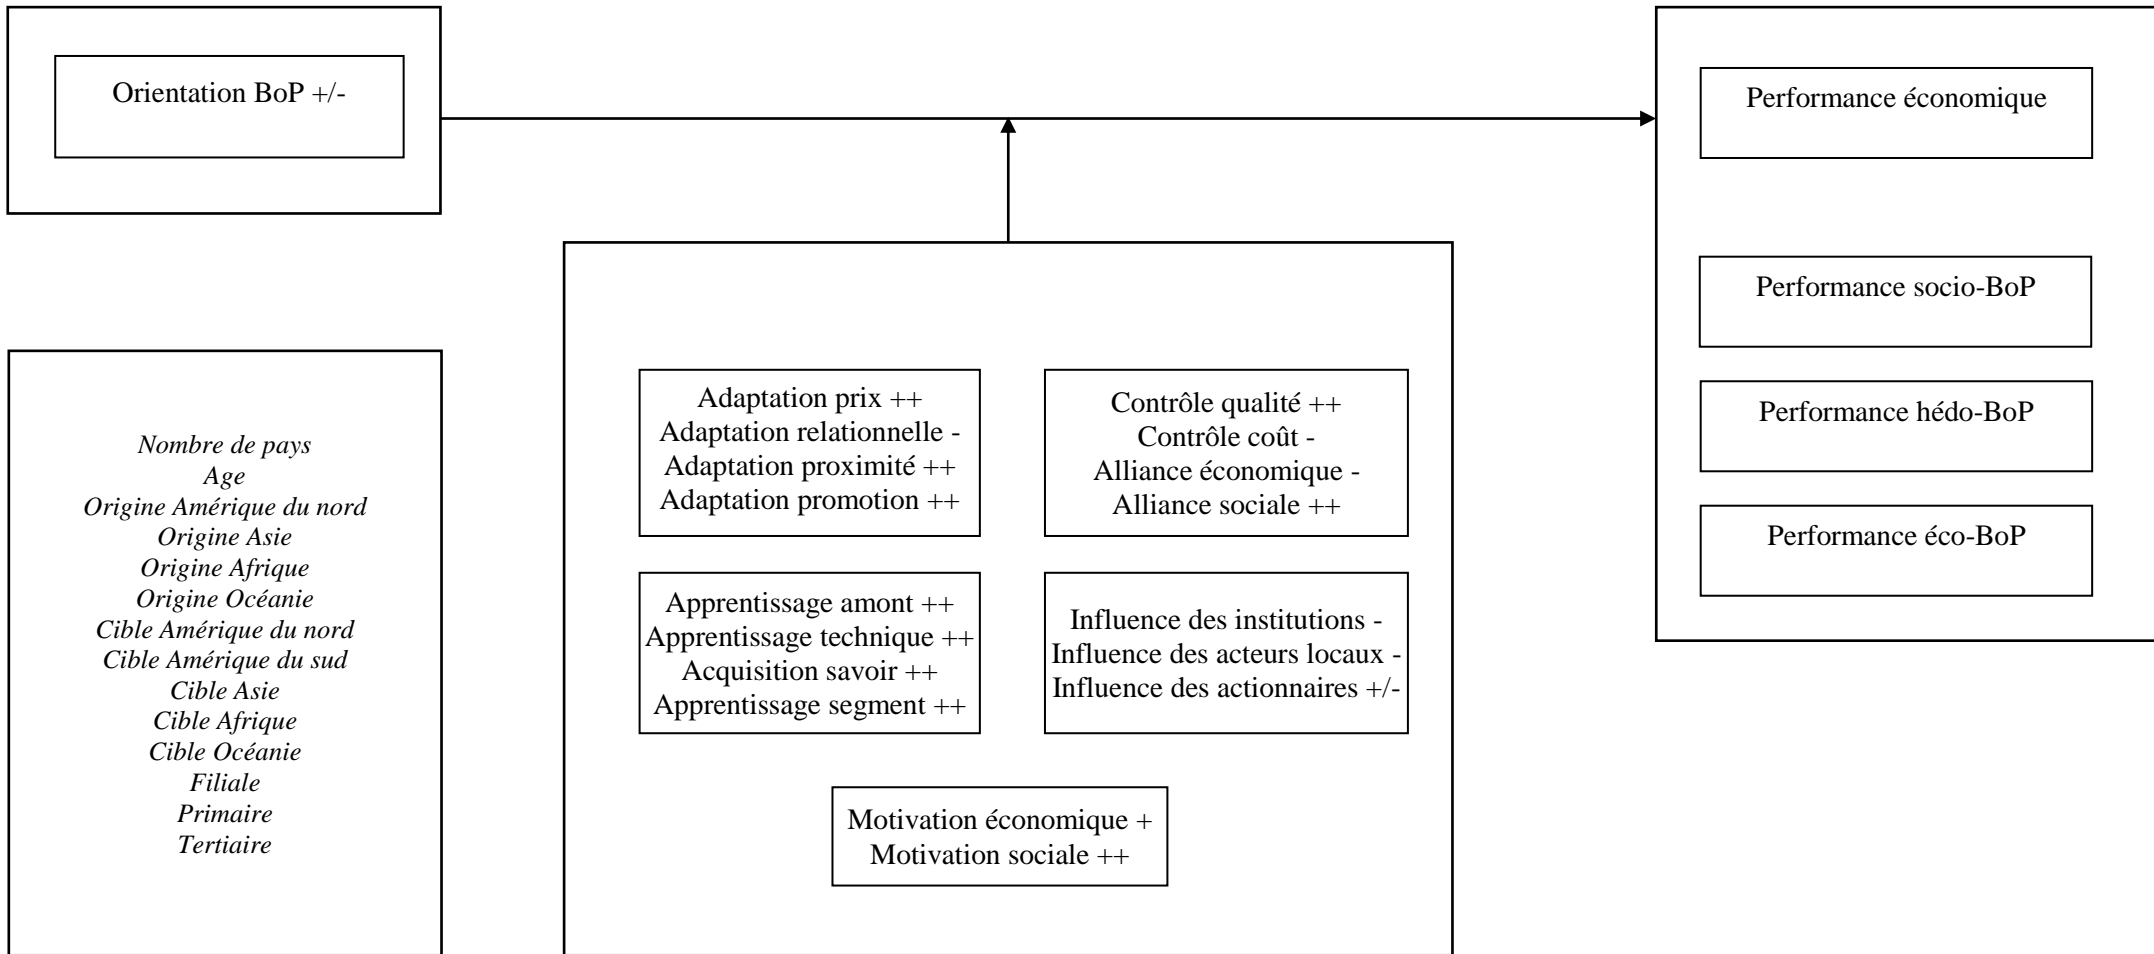 Orientation BoP +/-
Performance économique
Performance socio-BoP
Performance hédo-BoP
Performance éco-BoP
Nombre de pays
Age
Origine Amérique du nord
Origine Asie
Origine Afrique
Origine Océanie
Cible Amérique du nord
Cible Amérique du sud
Cible Asie
Cible Afrique
Cible Océanie
Filiale
Primaire
Tertiaire
Adaptation prix ++
Adaptation relationnelle -
Adaptation proximité ++
Adaptation promotion ++
Contrôle qualité ++
Contrôle coût -
Alliance économique -
Alliance sociale ++
Apprentissage amont ++
Apprentissage technique ++
Acquisition savoir ++
Apprentissage segment ++
Influence des institutions -
Influence des acteurs locaux -
Influence des actionnaires +/-
Motivation économique +
Motivation sociale ++